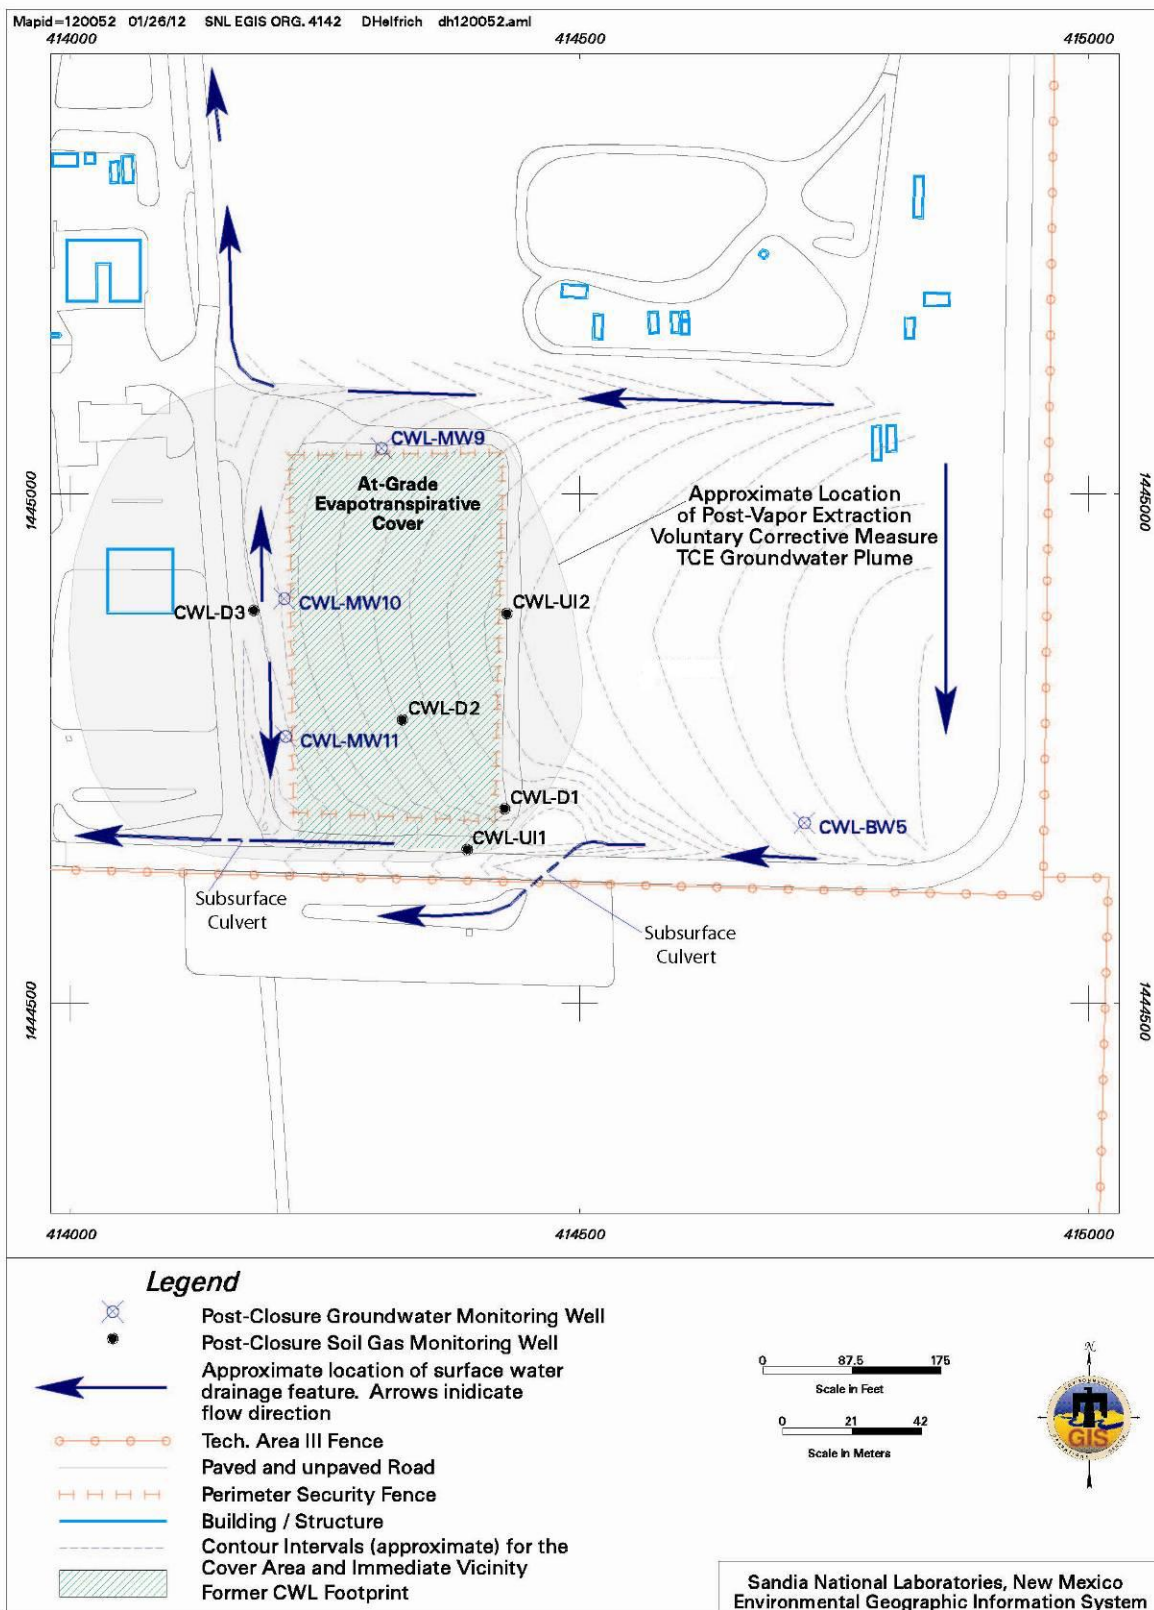 Mapid=120052 01/26/12 SNL EGIS ORG. 4142 DHelfrich dh120052.aml
414000 414500 415000
CWL-MW9
At-Grade
Evapotranspirative
Cover
1445000
1445000
Approximate Location
of Post-Vapor Extraction
Voluntary Corrective Measure
TCE Groundwater Plume
CWL-MW10
CWL-D3
CWL-UI2
CWL-D2
CWL-MW11
CWL-D1
CWL-BW5
CWL-UI1
Subsurface
Culvert
Subsurface
Culvert
1444500
1444500
414000 414500 415000
Legend
Post-Closure Groundwater Monitoring Well
Post-Closure Soil Gas Monitoring Well
Approximate location of surface water
drainage feature. Arrows inidicate
flow direction
Tech. Area III Fence
Paved and unpaved Road
Perimeter Security Fence
Building / Structure
Contour Intervals (approximate) for the
Cover Area and Immediate Vicinity
Former CWL Footprint
0 87.5 175
Scale in Feet
0 21 42
Scale in Meters
N
GIS
Sandia National Laboratories, New Mexico
Environmental Geographic Information System